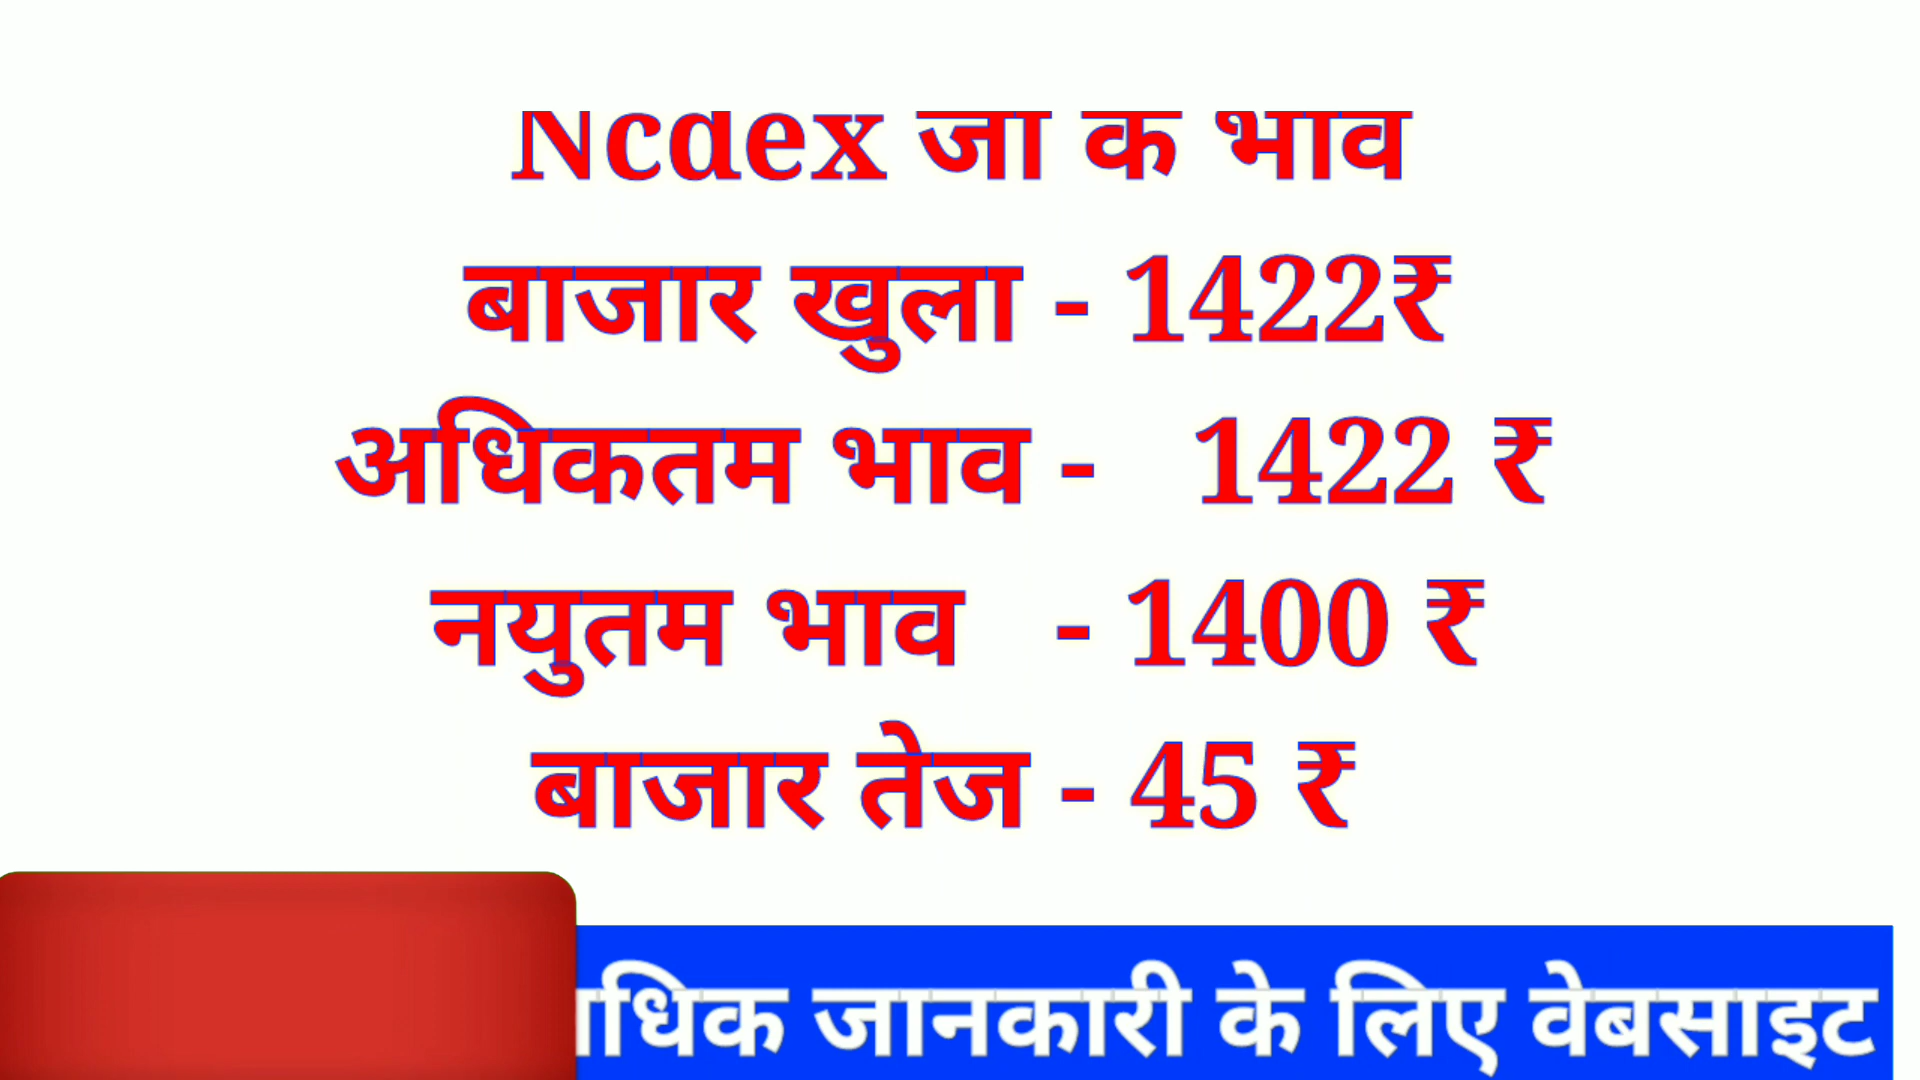 Ncdex जौ के भाव
बाजार खुला - 1422₹
अधिकतम भाव - 1422 ₹
नयुतम भाव - 1400 ₹
बाजार तेज - 45 ₹
जानकारी के लिए वेबसाइट